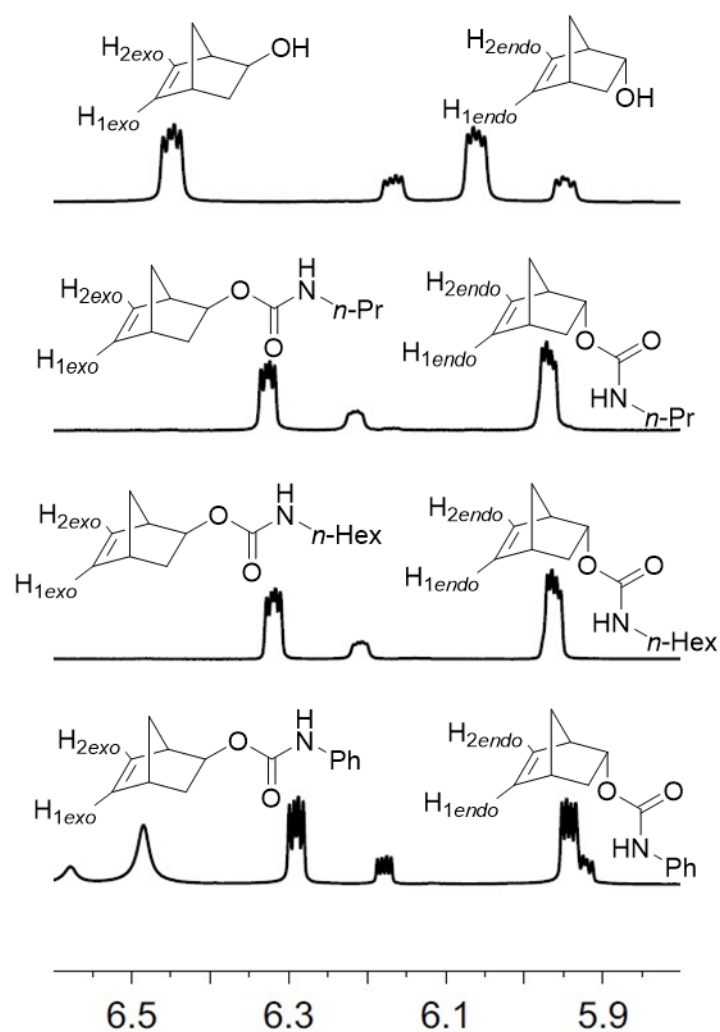 H2exo
OH
H1exo
H2endo
H1endo
OH
H2exo
H1exo
O
O
H
N
n-Pr
H2endo
H1endo
O
O
HN
n-Pr
H2exo
H1exo
O
O
H
N
n-Hex
H2endo
H1endo
O
O
HN
n-Hex
H2exo
H1exo
O
O
H
N
Ph
H2endo
H1endo
O
O
HN
Ph
6.5 6.3 6.1 5.9